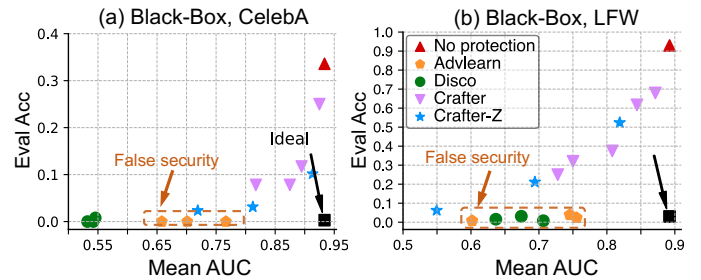 (a) Black-Box, CelebA
Eval Acc
0.4
0.3
0.2
0.1
0.0
Ideal
False security
0.55
0.65
0.75
0.85
0.95
Mean AUC
(b) Black-Box, LFW
Eval Acc
1.0
0.9
0.8
0.7
0.6
0.5
0.4
0.3
0.2
0.1
0.0
No protection
Advlearn
Disco
Crafter
Crafter-Z
False security
0.5
0.6
0.7
0.8
0.9
Mean AUC